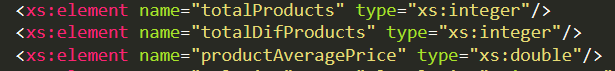 <xs:element name="totalProducts" type="xs:integer"/>
<xs:element name="totalDifProducts" type="xs:integer"/>
<xs:element name="productAveragePrice" type="xs:double"/>